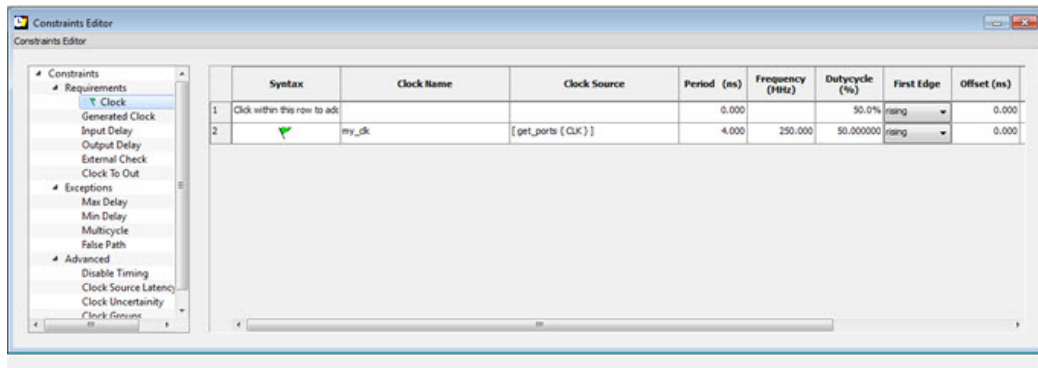 Constraints Editor
Constraints Editor
Constraints
Requirements
Clock
Generated Clock
Input Delay
Output Delay
External Check
Clock To Out
Exceptions
Max Delay
Min Delay
Multicycle
False Path
Advanced
Disable Timing
Clock Source Latency
Clock Uncertainity
Clock Groups
Syntax Clock Name Clock Source Period (ns) Frequency (MHz) Dutycycle (%) First Edge Offset (ns)
1 Click within this row to add 0.000 50.0% rising 0.000
2 my_clk [ get_ports { CLK } ] 4.000 250.000 50.000000 rising 0.000